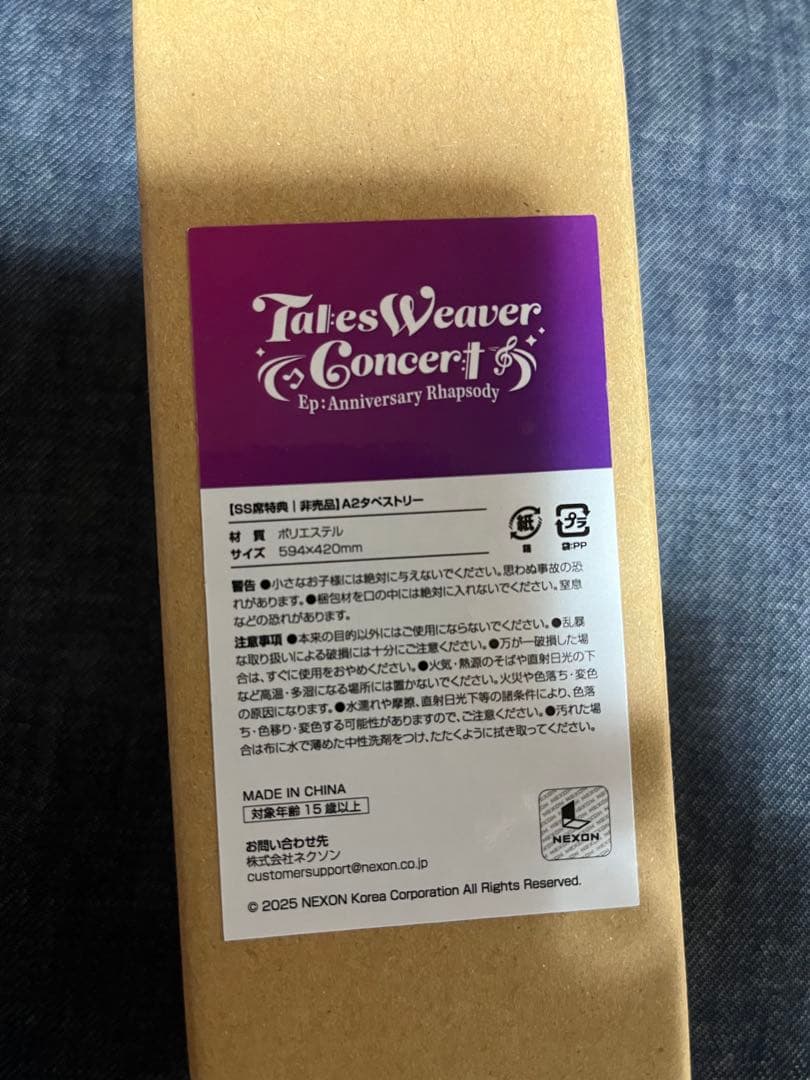 TalesWeaver
Concert
Ep:Anniversary Rhapsody
【SS席特典｜非売品】A2タペストリー
材　質　ポリエステル
サイズ　594×420mm
紙
箱
プラ
袋:PP
警告 ●小さなお子様には絶対に与えないでください。思わぬ事故の恐
れがあります。●梱包材を口の中には絶対に入れないでください。窒息
などの恐れがあります。
注意事項 ●本来の目的以外にはご使用にならないでください。●乱暴
な取り扱いによる破損には十分にご注意ください。●万が一破損した場
合は、すぐに使用をおやめください。●火気・熱源のそばや直射日光の下
など高温・多湿になる場所には置かないでください。火災や色落ち・変色
の原因になります。●水濡れや摩擦、直射日光下等の諸条件により、色落
ち・色移り・変色する可能性がありますので、ご注意ください。●汚れた場
合は布に水で薄めた中性洗剤をつけ、たたくように拭き取ってください。
MADE IN CHINA
対象年齢 15歳以上
お問い合わせ先
株式会社ネクソン
customersupport@nexon.co.jp
NEXON
© 2025 NEXON Korea Corporation All Rights Reserved.